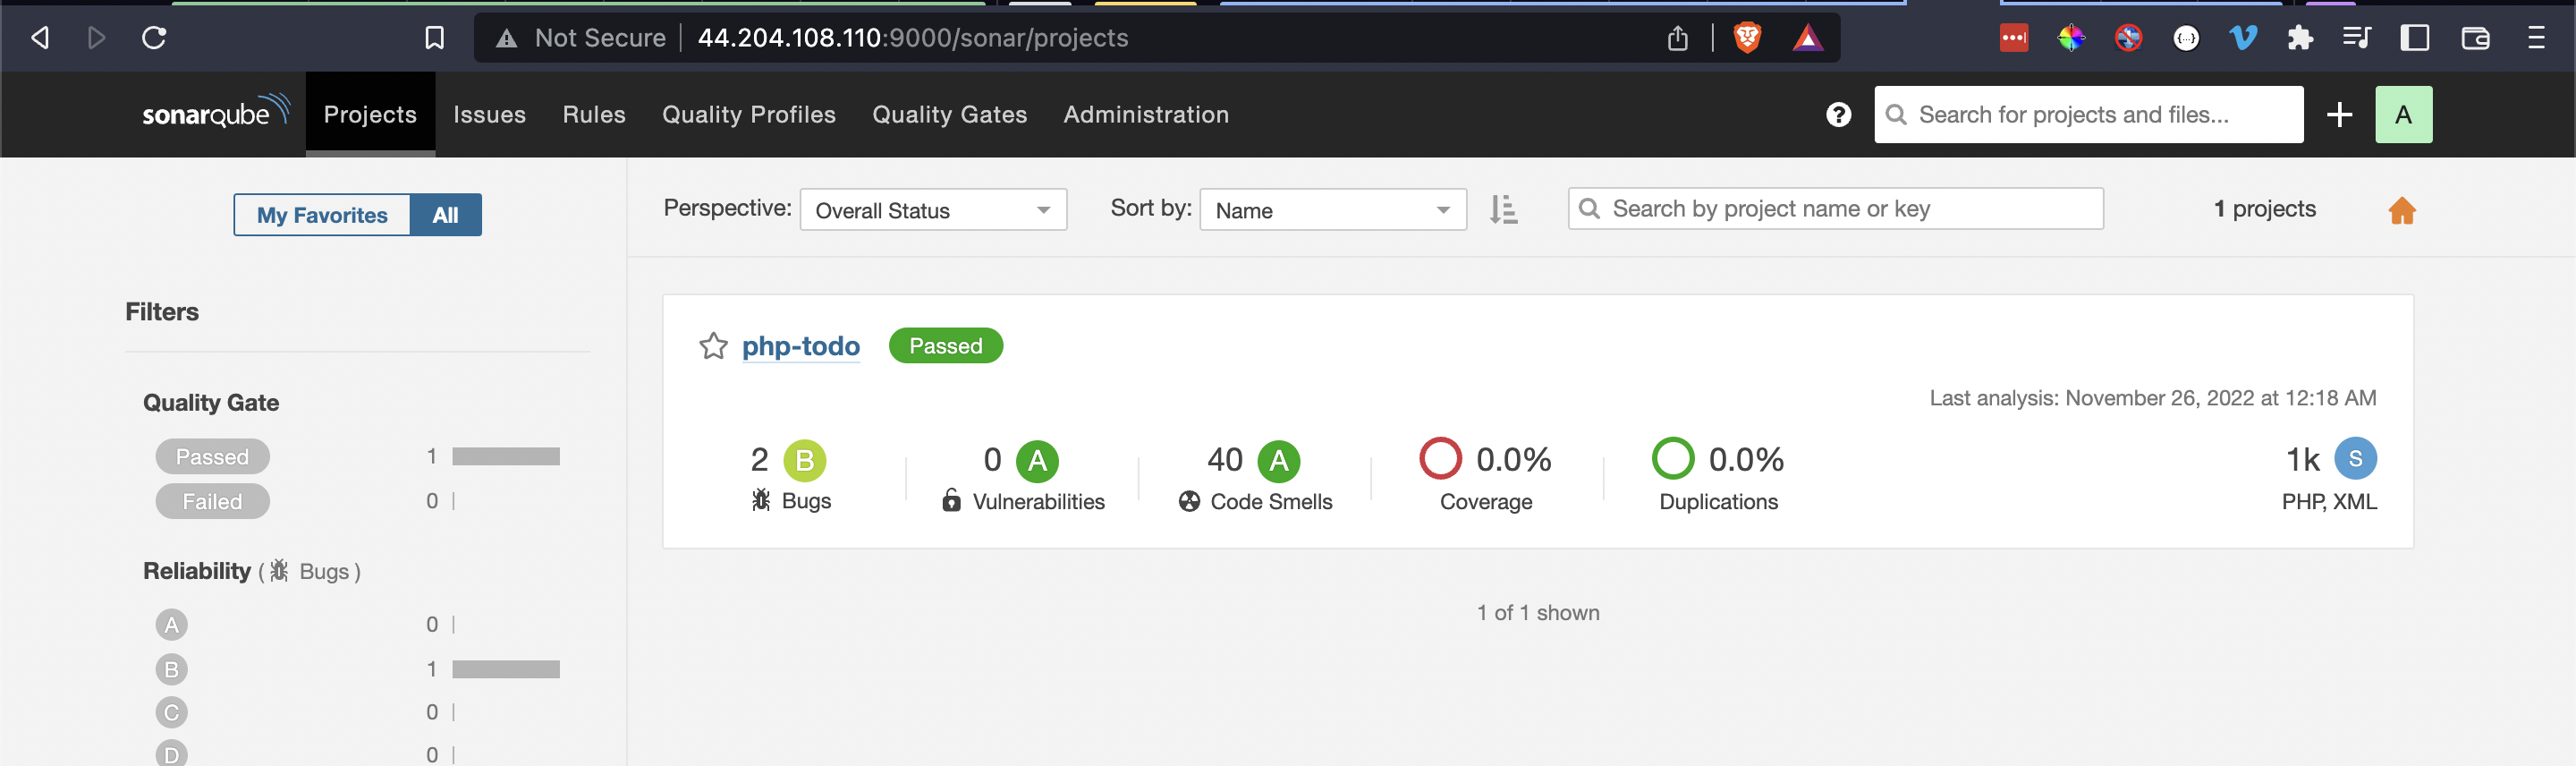 Not Secure 44.204.108.110:9000/sonar/projects
sonarqube Projects Issues Rules Quality Profiles Quality Gates Administration ? Search for projects and files... + A
My Favorites All
Perspective: Overall Status Sort by: Name Search by project name or key 1 projects
Filters
Quality Gate
Passed 1
Failed 0
Reliability ( Bugs )
A 0
B 1
C 0
D 0
php-todo Passed
Last analysis: November 26, 2022 at 12:18 AM
2 B 0 A 40 A 0.0% 0.0% 1k S
Bugs Vulnerabilities Code Smells Coverage Duplications PHP, XML
1 of 1 shown